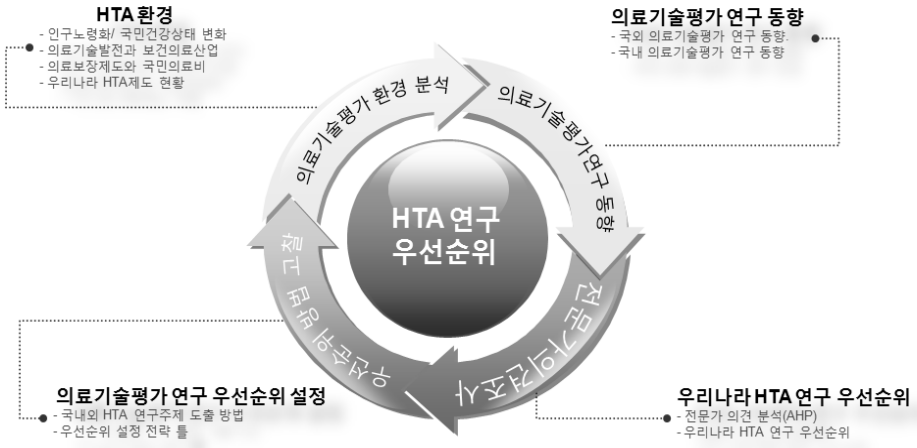 HTA 환경
- 인구노령화/ 국민건강상태 변화
- 의료기술발전과 보건의료산업
- 의료보장제도와 국민의료비
- 우리나라 HTA제도 현황
의료기술평가 연구 동향
- 국외 의료기술평가 연구 동향.
- 국내 의료기술평가 연구 동향
의료기술평가 환경 분석
의료기술평가연구 동향
HTA 연구
우선순위
우선순위 방법 고찰
전문가의견조사
의료기술평가 연구 우선순위 설정
- 국내외 HTA 연구주제 도출 방법
- 우선순위 설정 전략 틀
우리나라 HTA 연구 우선순위
- 전문가 의견 분석(AHP)
- 우리나라 HTA 연구 우선순위